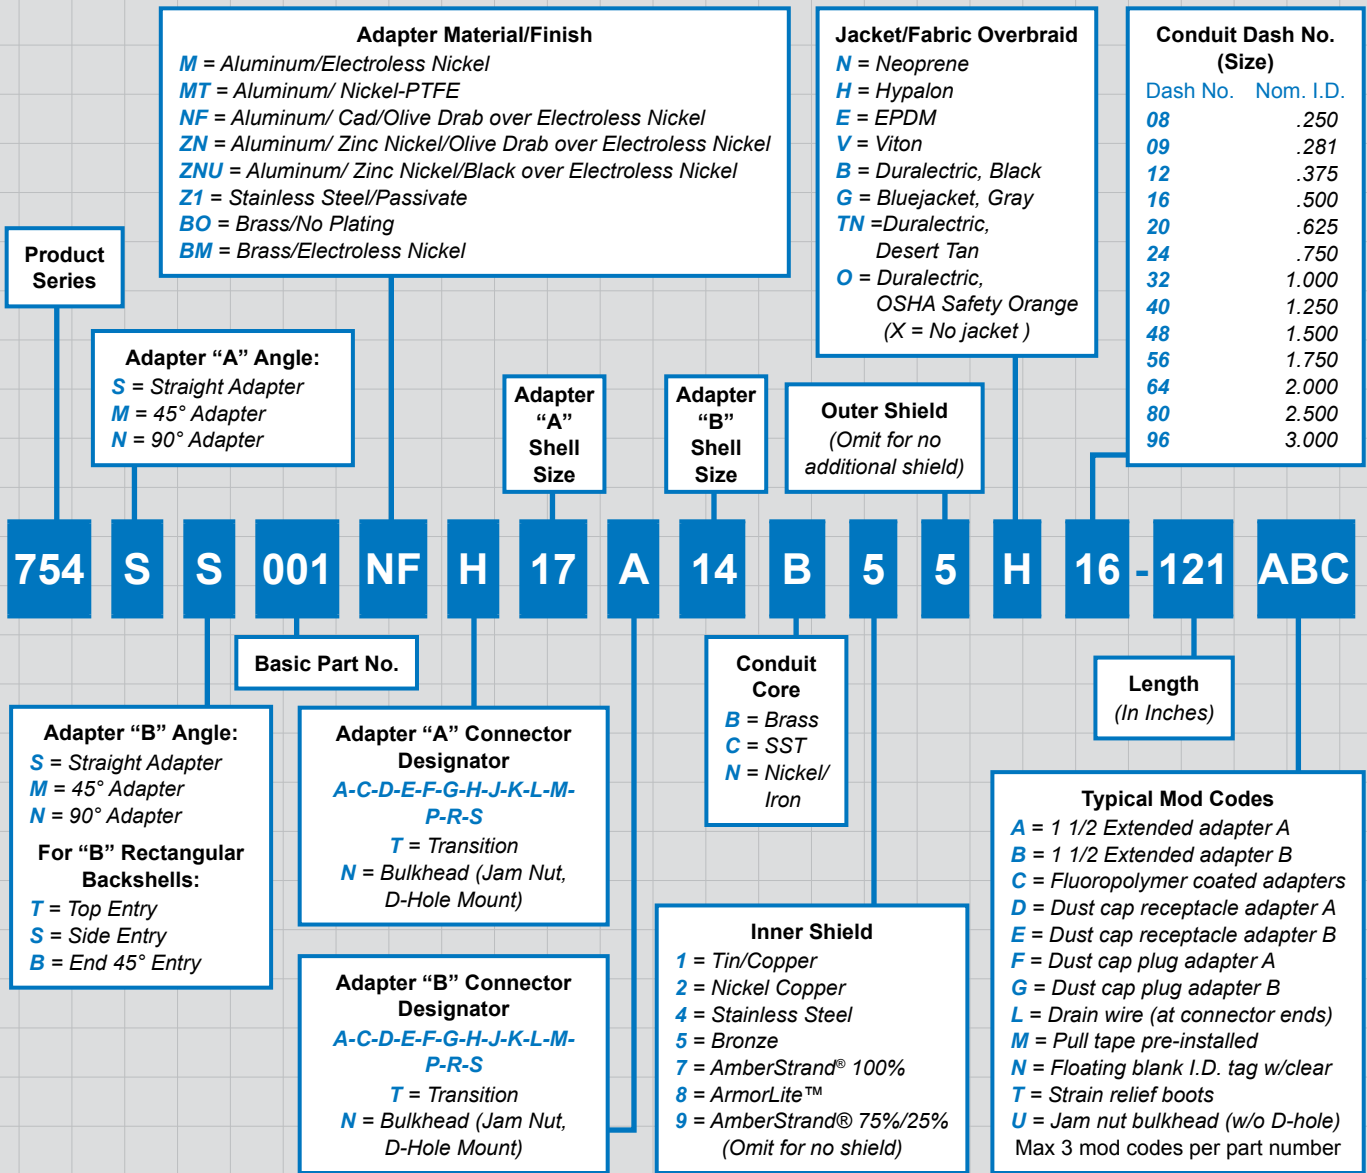 Adapter Material/Finish
M = Aluminum/Electroless Nickel
MT = Aluminum/ Nickel-PTFE
NF = Aluminum/ Cad/Olive Drab over Electroless Nickel
ZN = Aluminum/ Zinc Nickel/Olive Drab over Electroless Nickel
ZNU = Aluminum/ Zinc Nickel/Black over Electroless Nickel
Z1 = Stainless Steel/Passivate
BO = Brass/No Plating
BM = Brass/Electroless Nickel
Jacket/Fabric Overbraid
N = Neoprene
H = Hypalon
E = EPDM
V = Viton
B = Duralectric, Black
G = Bluejacket, Gray
TN =Duralectric,
Desert Tan
O = Duralectric,
OSHA Safety Orange
(X = No jacket )
Conduit Dash No.
(Size)
Dash No. Nom. I.D.
08 .250
09 .281
12 .375
16 .500
20 .625
24 .750
32 1.000
40 1.250
48 1.500
56 1.750
64 2.000
80 2.500
96 3.000
Product
Series
Adapter “A” Angle:
S = Straight Adapter
M = 45° Adapter
N = 90° Adapter
Adapter
“A”
Shell
Size
Adapter
“B”
Shell
Size
Outer Shield
(Omit for no
additional shield)
754 S S 001 NF H 17 A 14 B 5 5 H 16 - 121 ABC
Basic Part No.
Adapter “B” Angle:
S = Straight Adapter
M = 45° Adapter
N = 90° Adapter
For “B” Rectangular
Backshells:
T = Top Entry
S = Side Entry
B = End 45° Entry
Adapter “A” Connector
Designator
A-C-D-E-F-G-H-J-K-L-M-
P-R-S
T = Transition
N = Bulkhead (Jam Nut,
D-Hole Mount)
Adapter “B” Connector
Designator
A-C-D-E-F-G-H-J-K-L-M-
P-R-S
T = Transition
N = Bulkhead (Jam Nut,
D-Hole Mount)
Conduit
Core
B = Brass
C = SST
N = Nickel/
Iron
Inner Shield
1 = Tin/Copper
2 = Nickel Copper
4 = Stainless Steel
5 = Bronze
7 = AmberStrand® 100%
8 = ArmorLite™
9 = AmberStrand® 75%/25%
(Omit for no shield)
Length
(In Inches)
Typical Mod Codes
A = 1 1/2 Extended adapter A
B = 1 1/2 Extended adapter B
C = Fluoropolymer coated adapters
D = Dust cap receptacle adapter A
E = Dust cap receptacle adapter B
F = Dust cap plug adapter A
G = Dust cap plug adapter B
L = Drain wire (at connector ends)
M = Pull tape pre-installed
N = Floating blank I.D. tag w/clear
T = Strain relief boots
U = Jam nut bulkhead (w/o D-hole)
Max 3 mod codes per part number